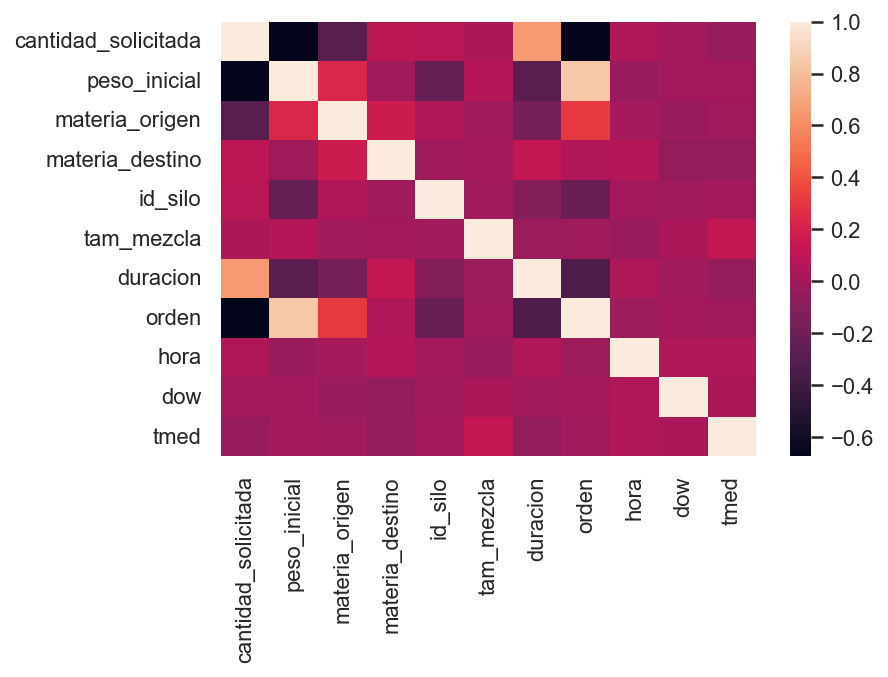 cantidad_solicitada
peso_inicial
materia_origen
materia_destino
id_silo
tam_mezcla
duracion
orden
hora
dow
tmed
cantidad_solicitada
peso_inicial
materia_origen
materia_destino
id_silo
tam_mezcla
duracion
orden
hora
dow
tmed
1.0
0.8
0.6
0.4
0.2
0.0
−0.2
−0.4
−0.6